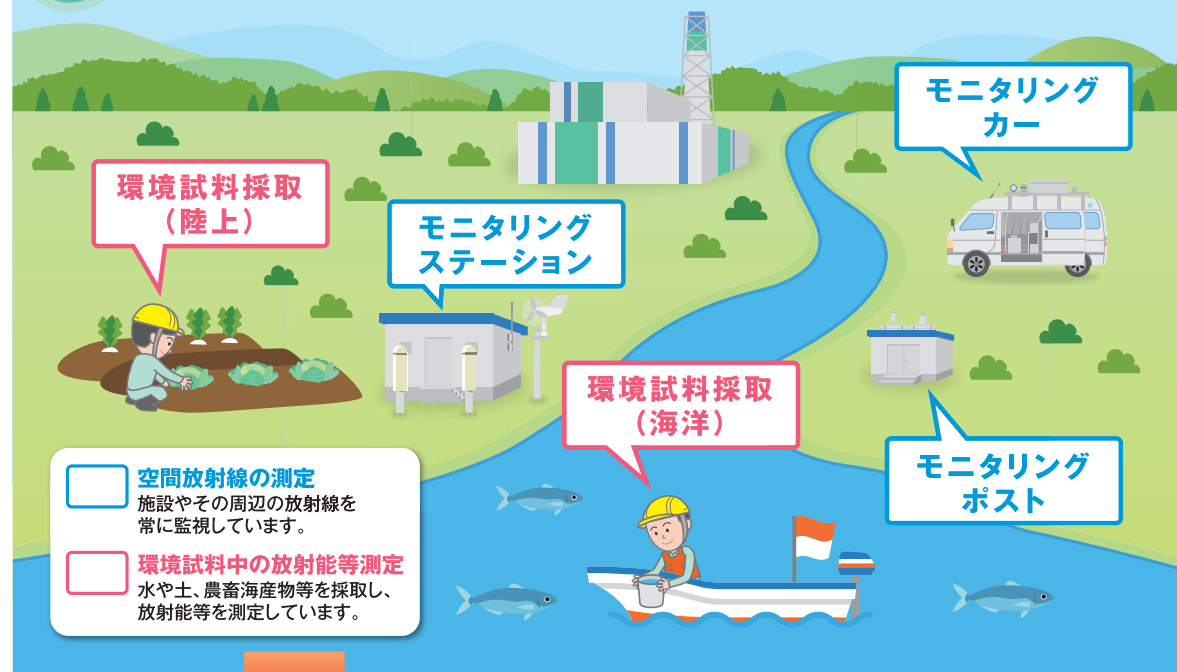 モニタリング
カー
環境試料採取
（陸上）
モニタリング
ステーション
環境試料採取
（海洋）
モニタリング
ポスト
空間放射線の測定
施設やその周辺の放射線を
常に監視しています。
環境試料中の放射能等測定
水や土、農畜海産物等を採取し、
放射能等を測定しています。